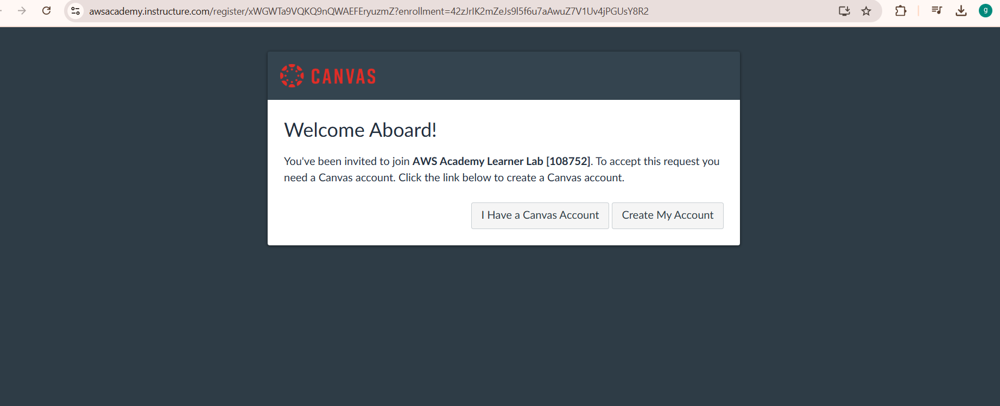 awsacademy.instructure.com/register/xWGWTa9VQKQ9nQWAEFEryuzmZ?enrollment=42zJrIK2mZeJs9l5f6u7aAwuZ7V1Uv4jPGUsY8R2
g
CANVAS
Welcome Aboard!
You've been invited to join AWS Academy Learner Lab [108752]. To accept this request you
need a Canvas account. Click the link below to create a Canvas account.
I Have a Canvas Account
Create My Account